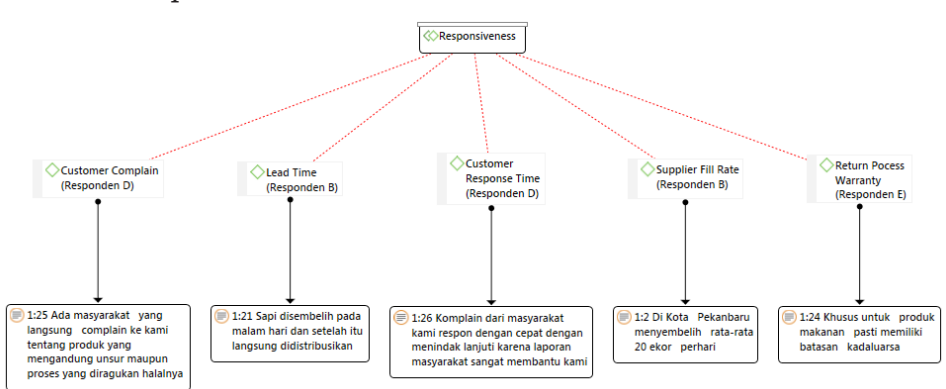 Responsiveness
Customer Complain
(Responden D)
Lead Time
(Responden B)
Customer
Response Time
(Responden D)
Supplier Fill Rate
(Responden B)
Return Pocess
Warranty
(Responden E)
1:25 Ada masyarakat yang
langsung complain ke kami
tentang produk yang
mengandung unsur maupun
proses yang diragukan halalnya
1:21 Sapi disembelih pada
malam hari dan setelah itu
langsung didistribusikan
1:26 Komplain dari masyarakat
kami respon dengan cepat dengan
menindak lanjuti karena laporan
masyarakat sangat membantu kami
1:2 Di Kota Pekanbaru
menyembelih rata-rata
20 ekor perhari
1:24 Khusus untuk produk
makanan pasti memiliki
batasan kadaluarsa